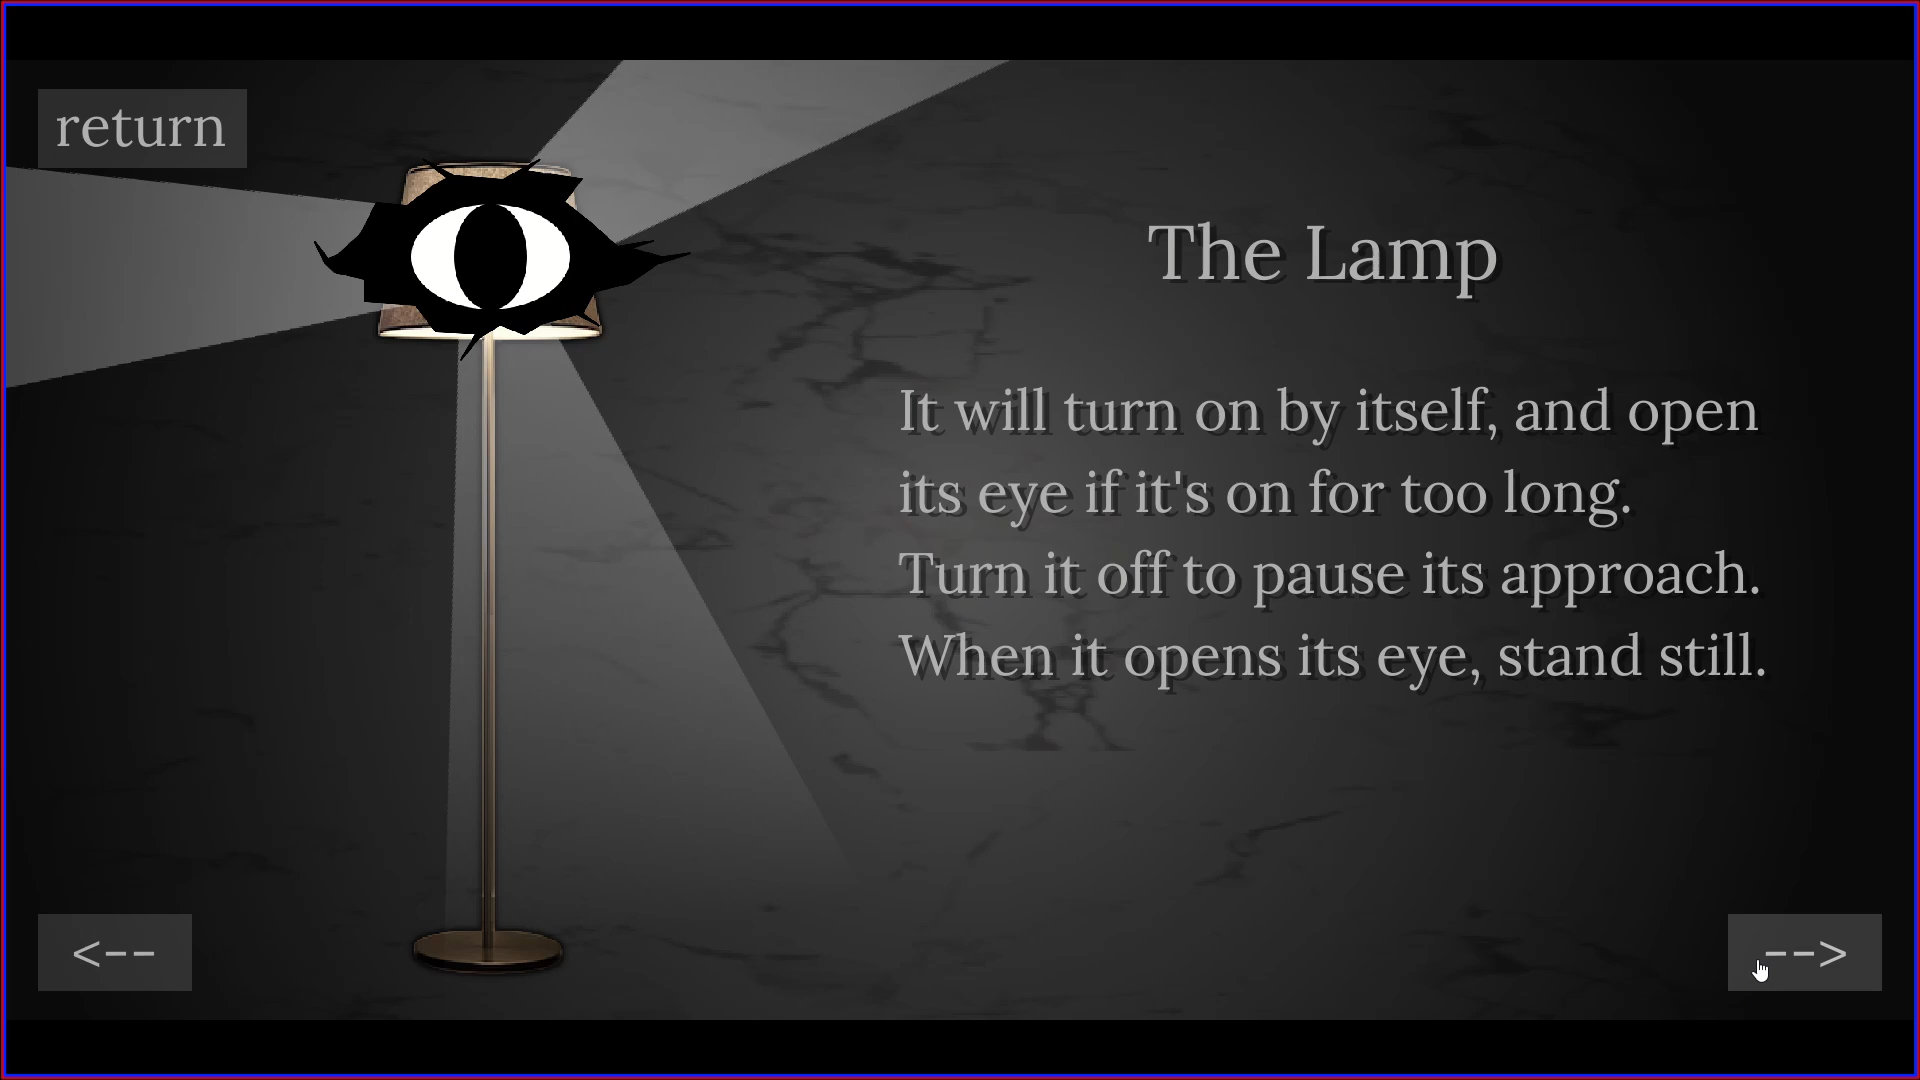 return
The Lamp
It will turn on by itself, and open
its eye if it's on for too long.
Turn it off to pause its approach.
When it opens its eye, stand still.
<-- -->